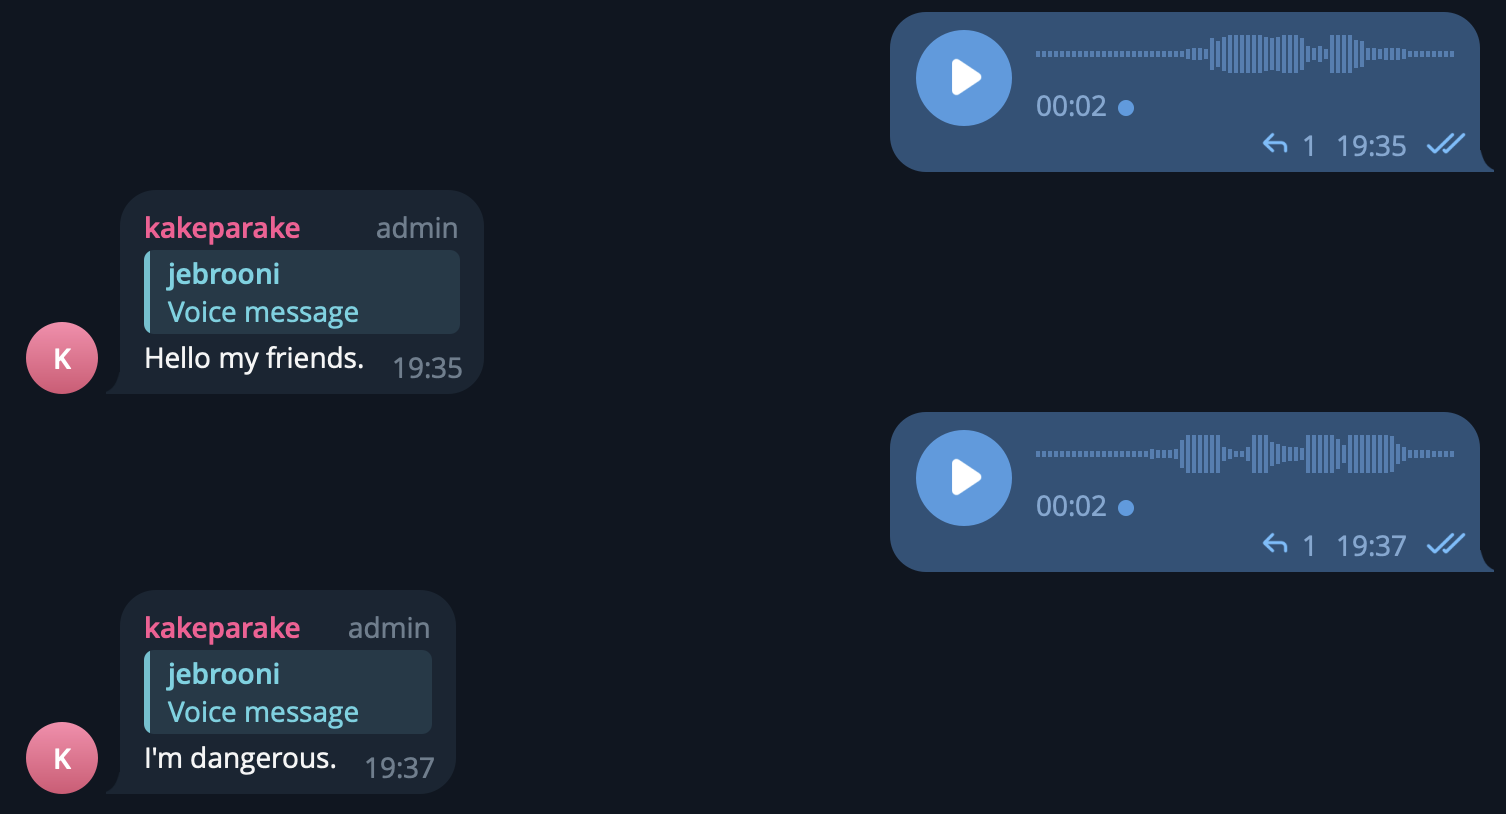 00:02
1 19:35
kakeparake admin
jebrooni
Voice message
Hello my friends. 19:35
K
00:02
1 19:37
kakeparake admin
jebrooni
Voice message
I'm dangerous. 19:37
K